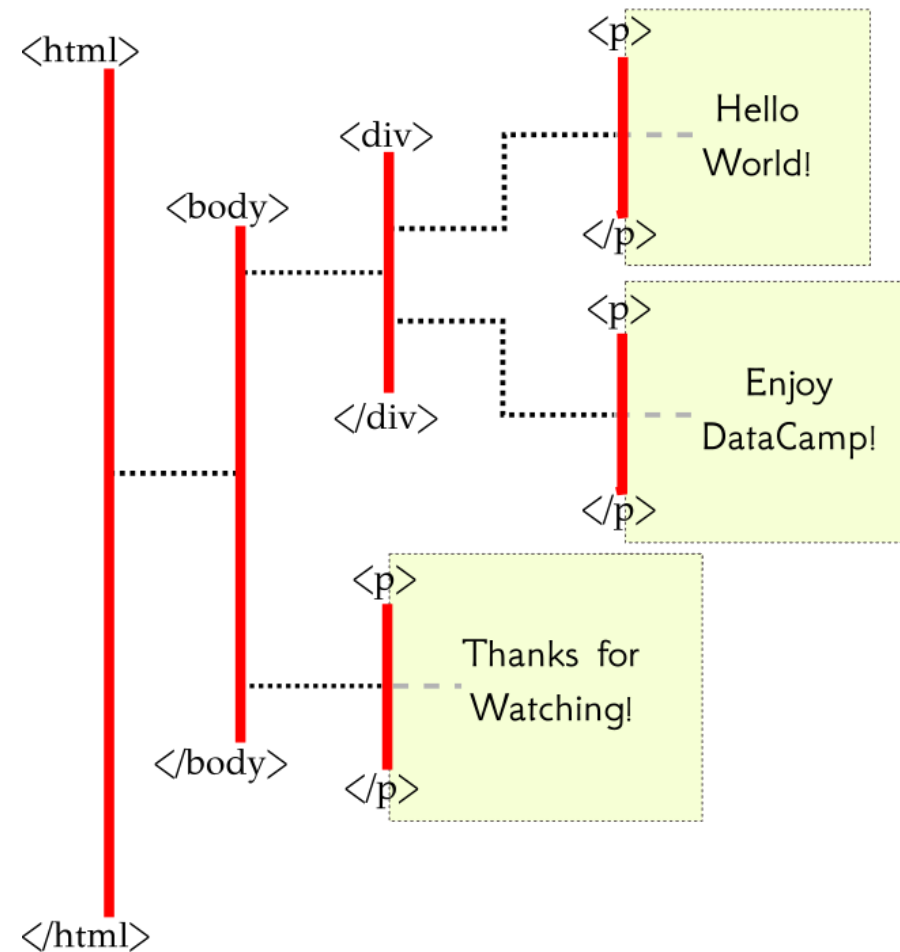 <html>
<body>
<div>
<p>
Hello
World!
</p>
<p>
Enjoy
DataCamp!
</p>
</div>
<p>
Thanks for
Watching!
</p>
</body>
</html>